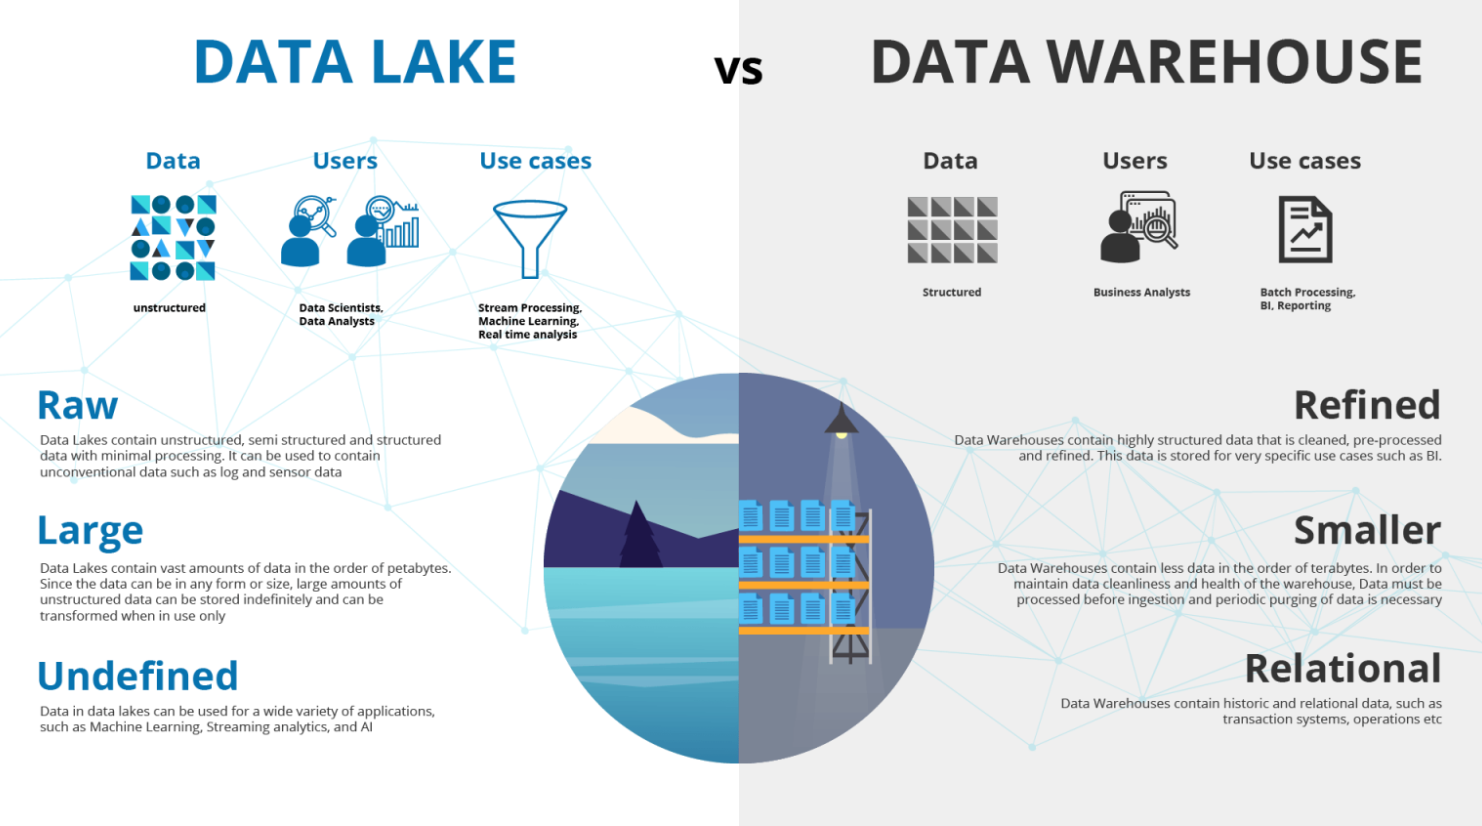 DATA LAKE
vs
DATA WAREHOUSE
Data
Users
Use cases
unstructured
Data Scientists,
Data Analysts
Stream Processing,
Machine Learning,
Real time analysis
Data
Users
Use cases
Structured
Business Analysts
Batch Processing,
BI, Reporting
Raw
Data Lakes contain unstructured, semi structured and structured
data with minimal processing. It can be used to contain
unconventional data such as log and sensor data
Large
Data Lakes contain vast amounts of data in the order of petabytes.
Since the data can be in any form or size, large amounts of
unstructured data can be stored indefinitely and can be
transformed when in use only
Undefined
Data in data lakes can be used for a wide variety of applications,
such as Machine Learning, Streaming analytics, and AI
Refined
Data Warehouses contain highly structured data that is cleaned, pre-processed
and refined. This data is stored for very specific use cases such as BI.
Smaller
Data Warehouses contain less data in the order of terabytes. In order to
maintain data cleanliness and health of the warehouse, Data must be
processed before ingestion and periodic purging of data is necessary
Relational
Data Warehouses contain historic and relational data, such as
transaction systems, operations etc